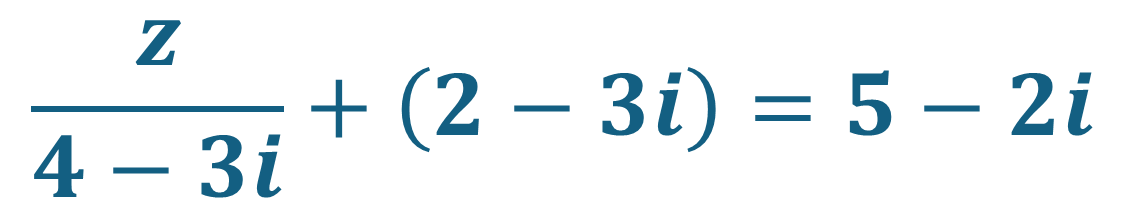 z/(4 − 3i) + (2 − 3i) = 5 − 2i